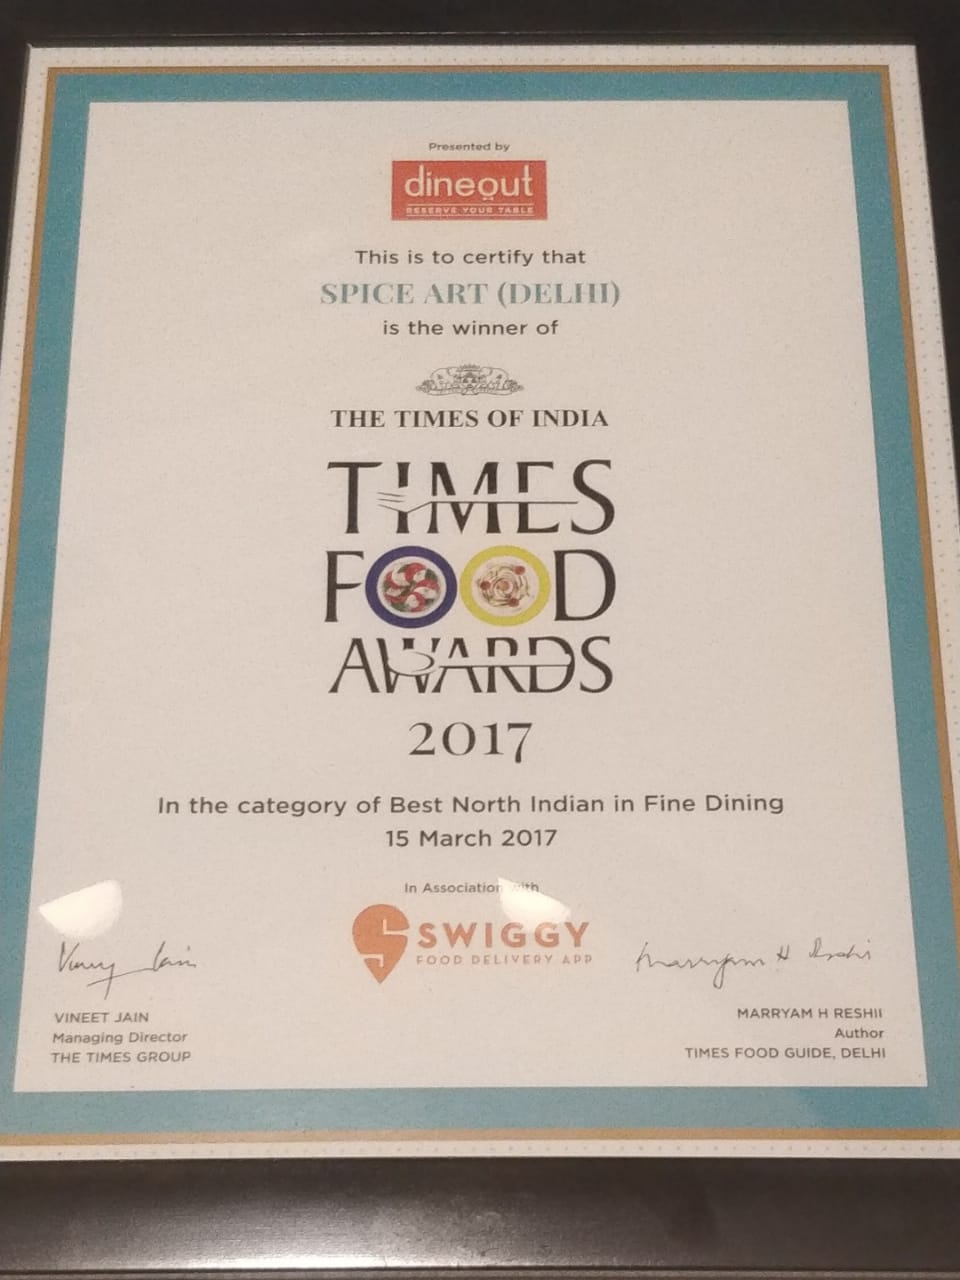 Presented by
dineout
RESERVE YOUR TABLE
This is to certify that
SPICE ART (DELHI)
is the winner of
THE TIMES OF INDIA
TIMES
FOOD
AWARDS
2017
In the category of Best North Indian in Fine Dining
15 March 2017
In Association with
SWIGGY
FOOD DELIVERY APP
Vineet Jain
Marryam H Reshii
VINEET JAIN
Managing Director
THE TIMES GROUP
MARRYAM H RESHII
Author
TIMES FOOD GUIDE, DELHI